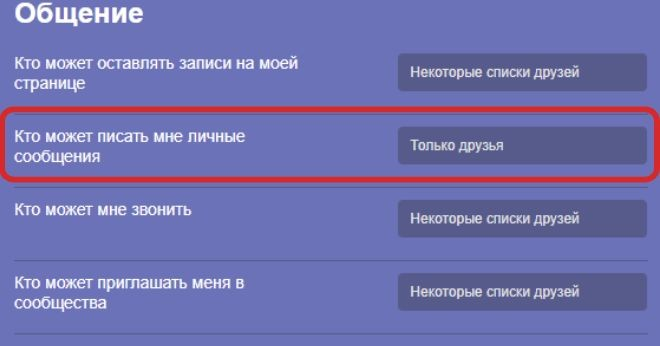 Общение
Кто может оставлять записи на моей
странице
Некоторые списки друзей
Кто может писать мне личные
сообщения
Только друзья
Кто может мне звонить
Некоторые списки друзей
Кто может приглашать меня в
сообщества
Некоторые списки друзей